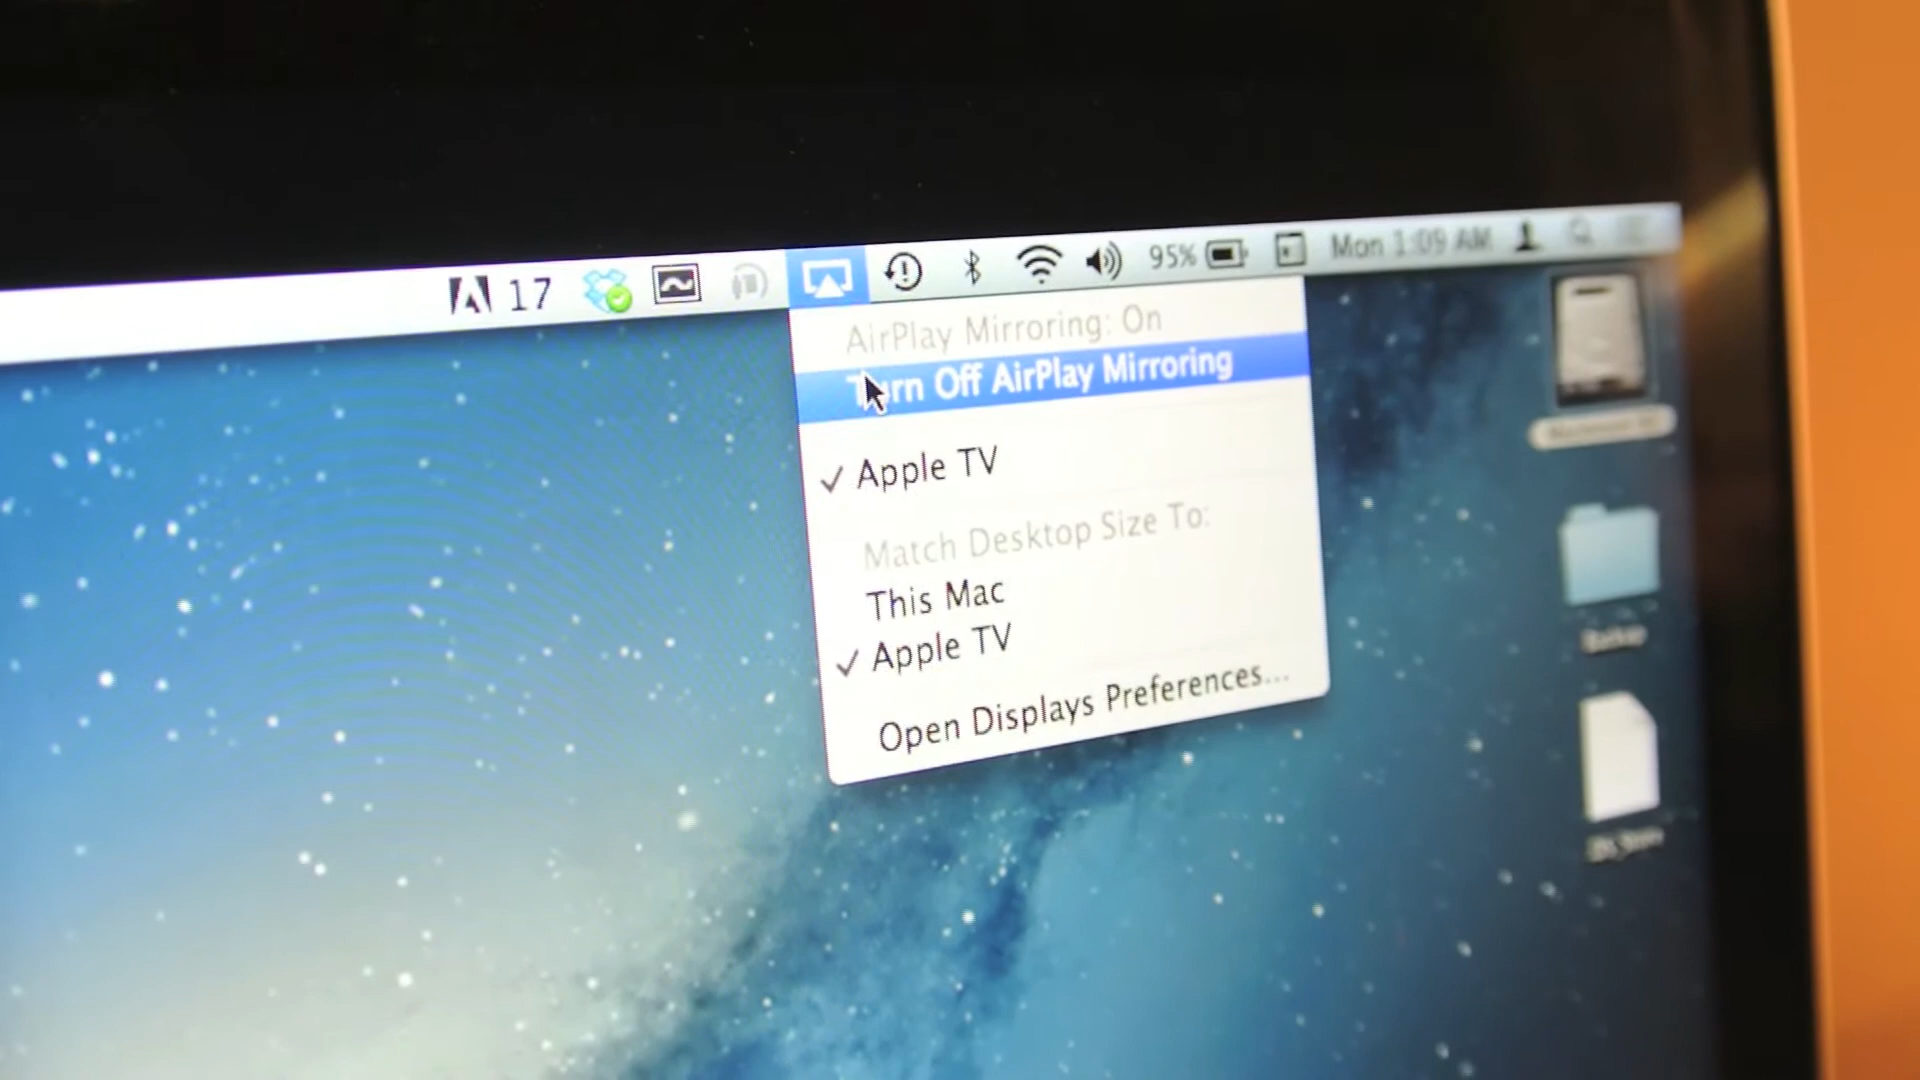 17
95%
Mon 1:09 AM
AirPlay Mirroring: On
Turn Off AirPlay Mirroring
✓ Apple TV
Match Desktop Size To:
This Mac
✓ Apple TV
Open Displays Preferences...